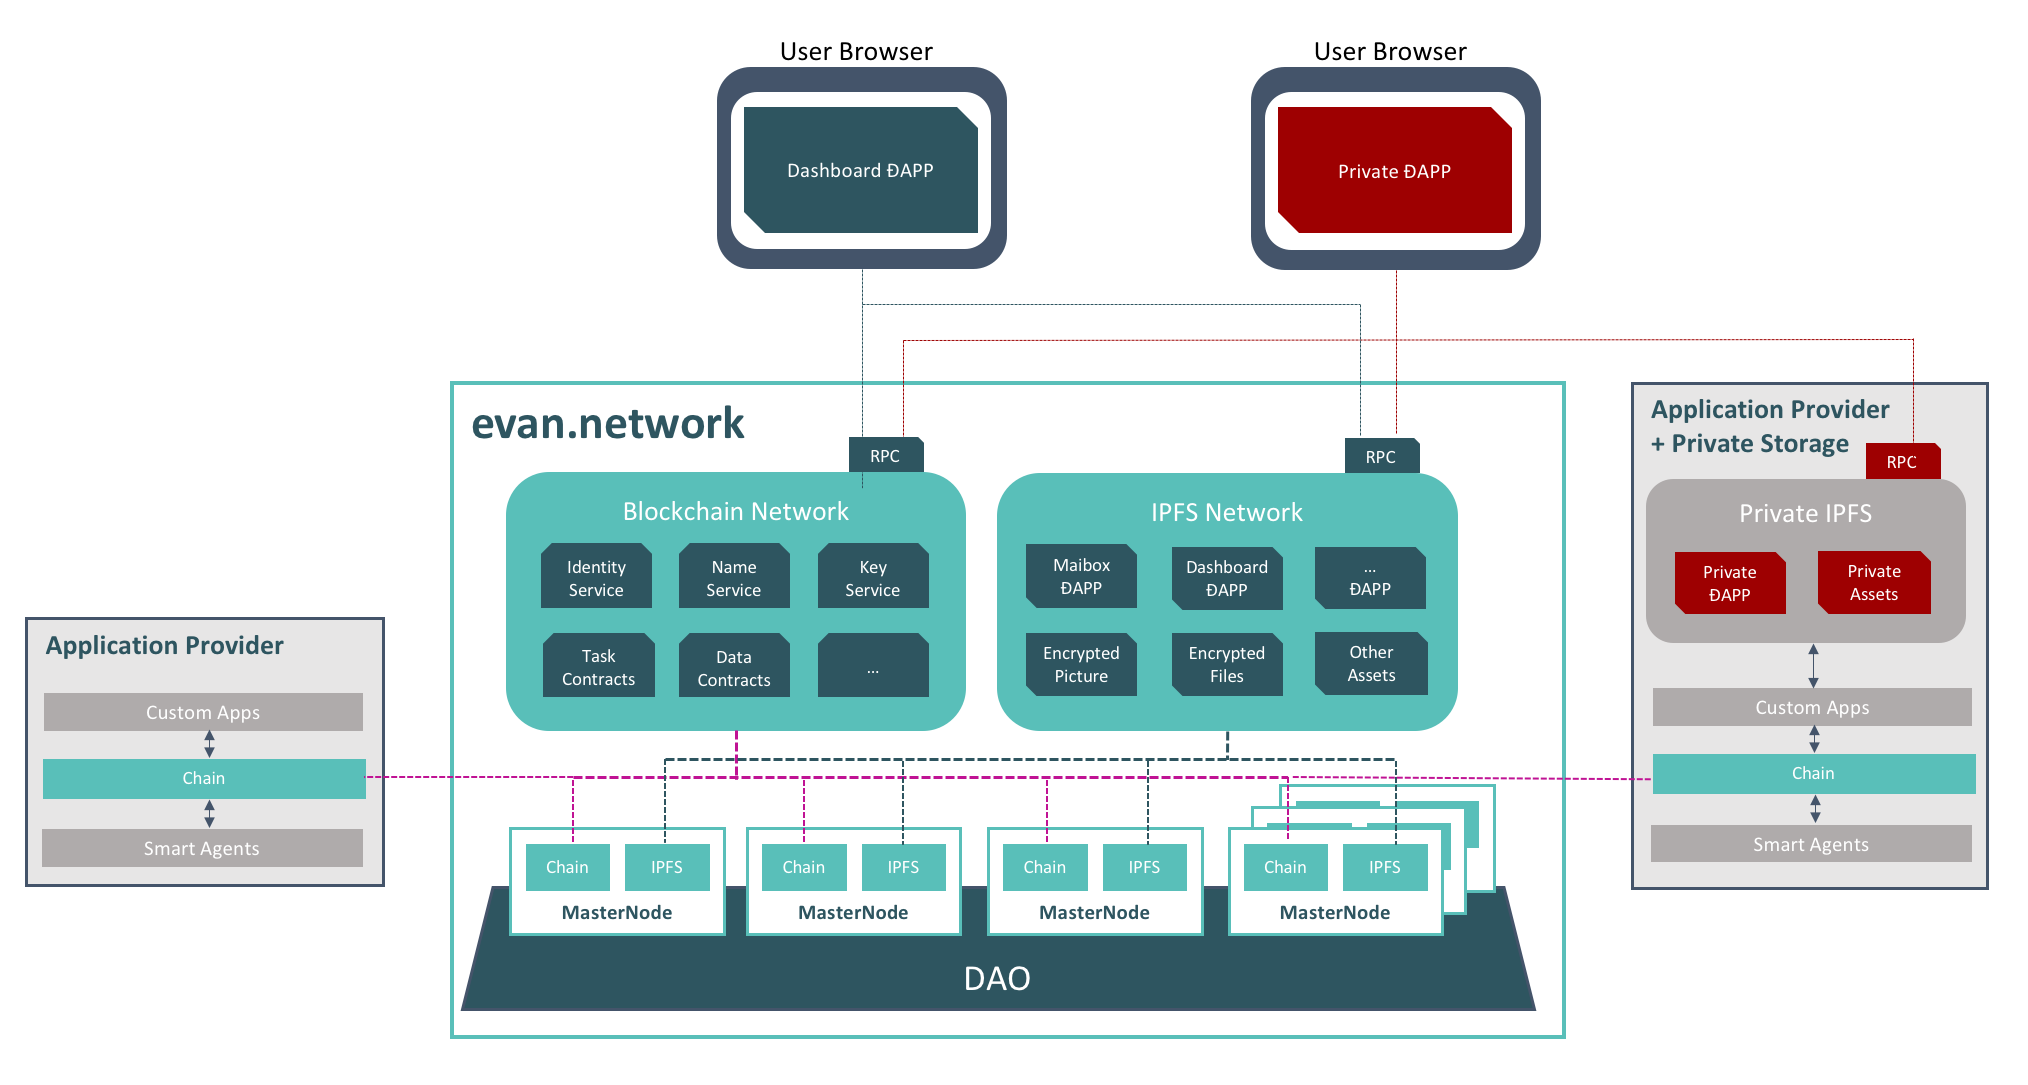 User Browser
User Browser
Dashboard ĐAPP
Private ĐAPP
evan.network
RPC
RPC
Blockchain Network
Identity
Service
Name
Service
Key
Service
Task
Contracts
Data
Contracts
...
IPFS Network
Maibox
ĐAPP
Dashboard
ĐAPP
...
ĐAPP
Encrypted
Picture
Encrypted
Files
Other
Assets
Application Provider
+ Private Storage
RPC
Private IPFS
Private
ĐAPP
Private
Assets
Custom Apps
Chain
Smart Agents
Application Provider
Custom Apps
Chain
Smart Agents
Chain
IPFS
MasterNode
Chain
IPFS
MasterNode
Chain
IPFS
MasterNode
Chain
IPFS
MasterNode
DAO